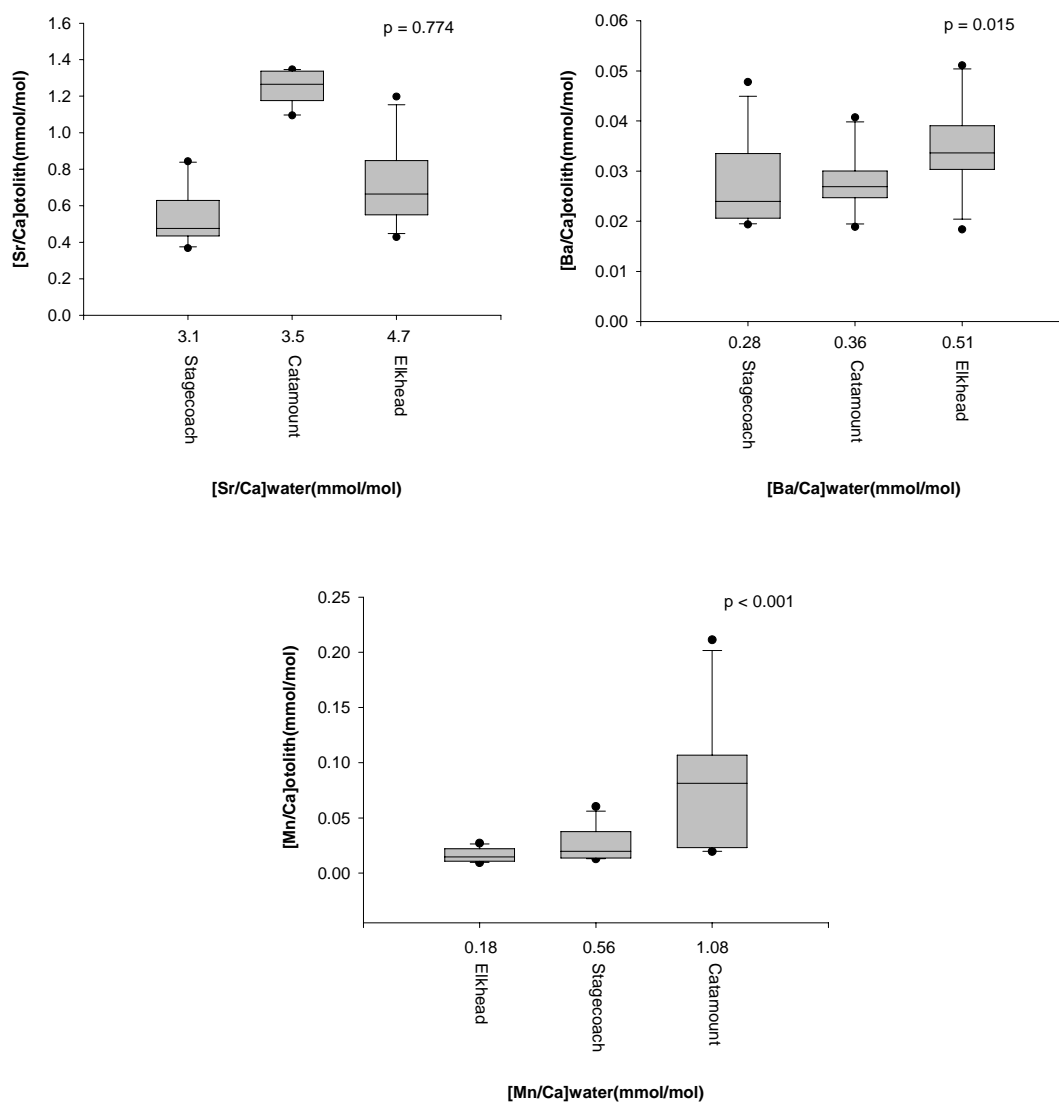 p = 0.774
[Sr/Ca]otolith(mmol/mol)
1.6
1.4
1.2
1.0
0.8
0.6
0.4
0.2
0.0
3.1
3.5
4.7
Stagecoach
Catamount
Elkhead
[Sr/Ca]water(mmol/mol)
p = 0.015
[Ba/Ca]otolith(mmol/mol)
0.06
0.05
0.04
0.03
0.02
0.01
0.00
0.28
0.36
0.51
Stagecoach
Catamount
Elkhead
[Ba/Ca]water(mmol/mol)
p < 0.001
[Mn/Ca]otolith(mmol/mol)
0.25
0.20
0.15
0.10
0.05
0.00
0.18
0.56
1.08
Elkhead
Stagecoach
Catamount
[Mn/Ca]water(mmol/mol)